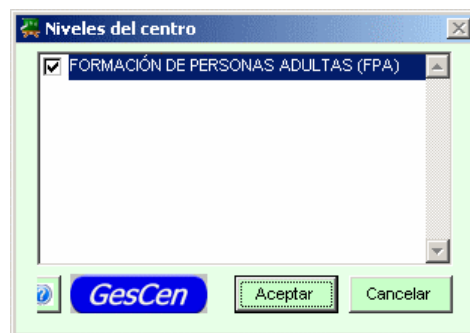 Niveles del centro
FORMACIÓN DE PERSONAS ADULTAS (FPA)
GesCen Aceptar Cancelar